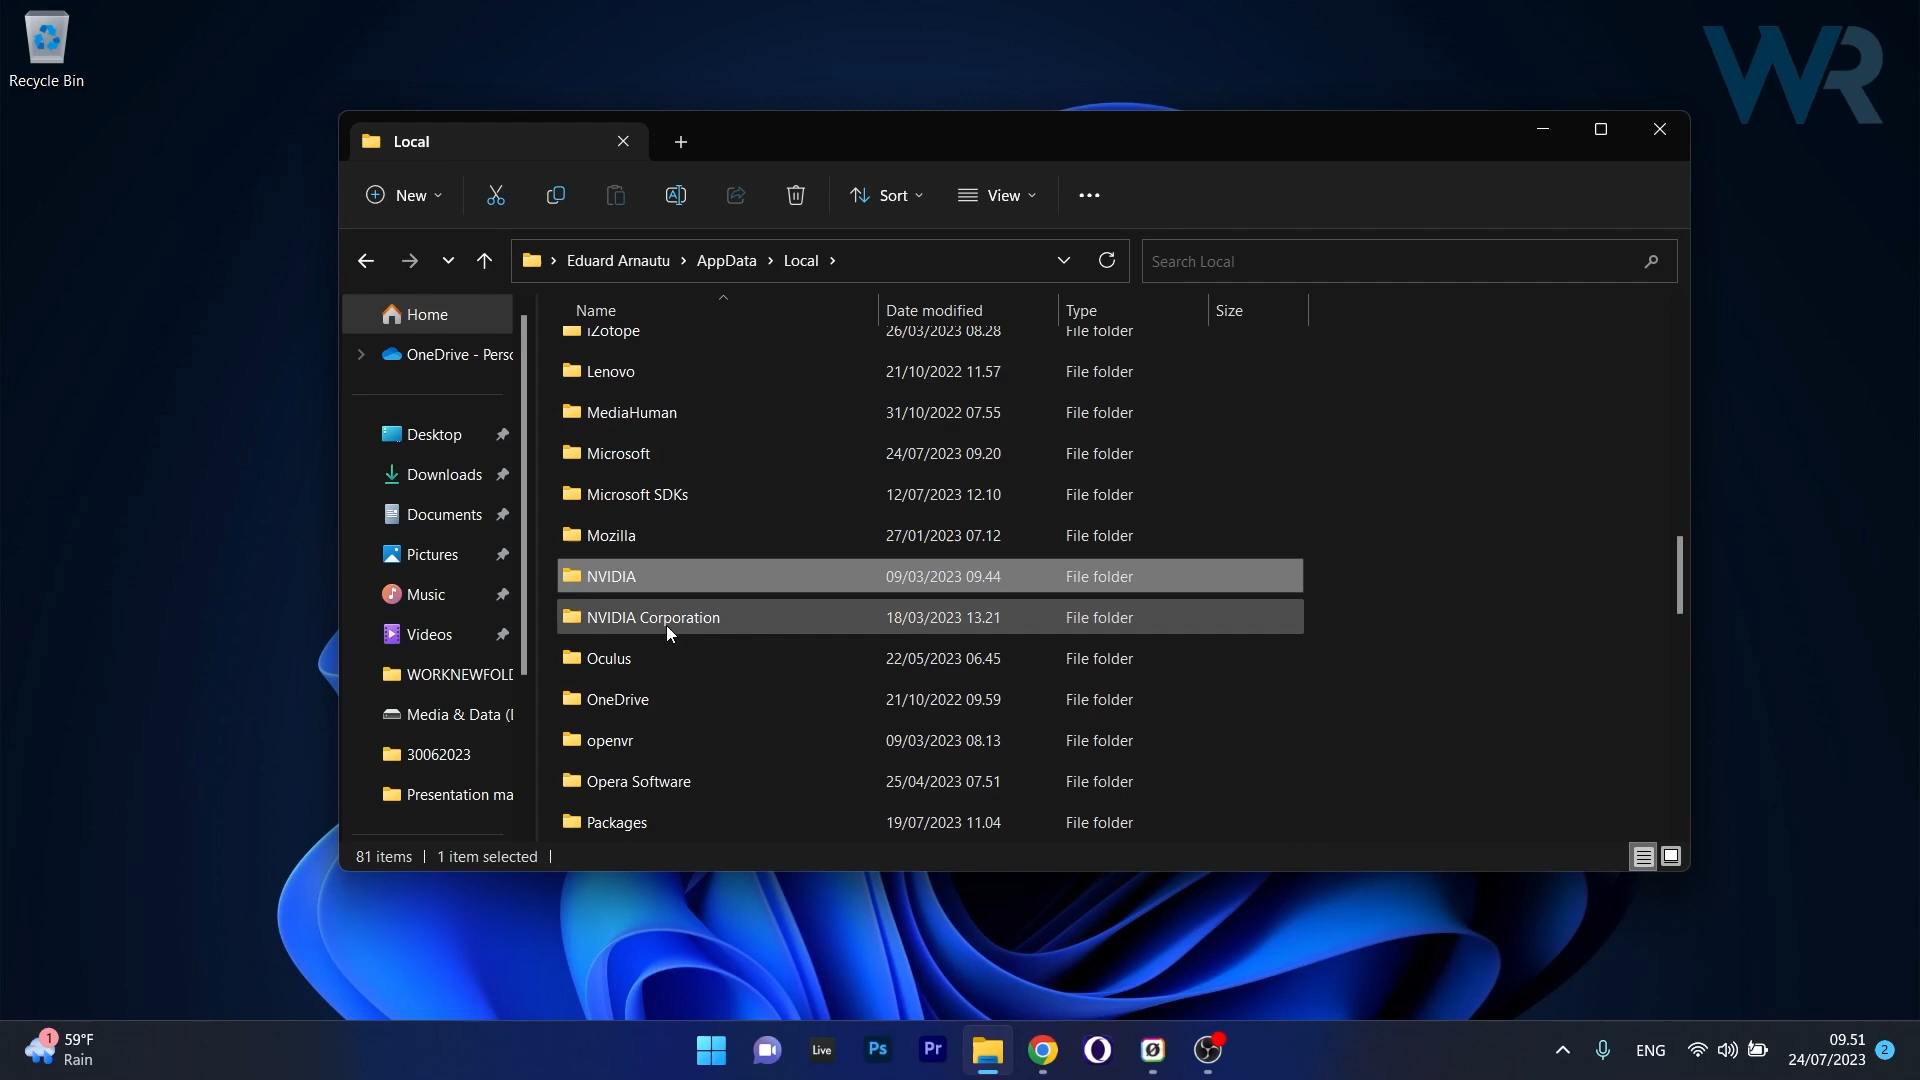 Recycle Bin
WR
Local
New
Sort
View
Eduard Arnautu
AppData
Local
Search Local
Home
OneDrive - Perso
Desktop
Downloads
Documents
Pictures
Music
Videos
WORKNEWFOLD
Media & Data (
30062023
Presentation ma
Name Date modified Type Size
iZotope 26/03/2023 08.28 File folder
Lenovo 21/10/2022 11.57 File folder
MediaHuman 31/10/2022 07.55 File folder
Microsoft 24/07/2023 09.20 File folder
Microsoft SDKs 12/07/2023 12.10 File folder
Mozilla 27/01/2023 07.12 File folder
NVIDIA 09/03/2023 09.44 File folder
NVIDIA Corporation 18/03/2023 13.21 File folder
Oculus 22/05/2023 06.45 File folder
OneDrive 21/10/2022 09.59 File folder
openvr 09/03/2023 08.13 File folder
Opera Software 25/04/2023 07.51 File folder
Packages 19/07/2023 11.04 File folder
81 items 1 item selected
1
59°F
Rain
Live
Ps
Pr
ENG
09.51
24/07/2023
2